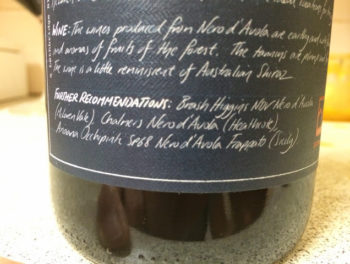 WINE: The wines produced from Nero d'Avola are earthy and with
and aromas of fruits of the forest. The tannins are and
The wine is a little reminiscent of Australian Shiraz
FURTHER RECOMMENDATIONS: Brash Higgins NDV Nero d'Avola
(McLaren Vale), Chalmers Nero d'Avola (Heathcote),
Arianna Occhipinti SP68 Nero d'Avola Frappato (Sicily)